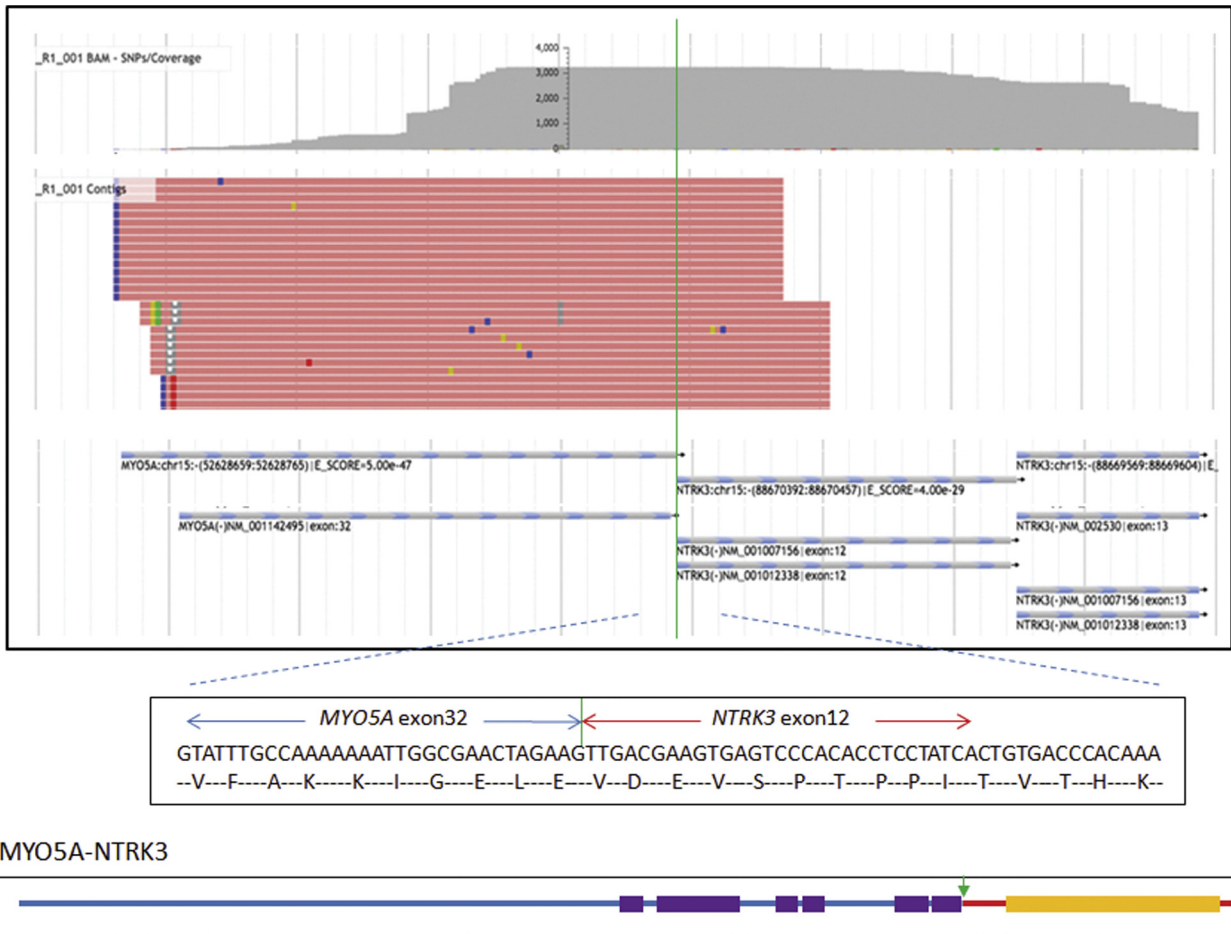 _R1_001 BAM - SNPs/Coverage
4,000
3,000
2,000
1,000
0
_R1_001 Contigs
MYO5A:chr15:-(52628659:52628765)|E_SCORE=5.00e-47
NTRK3:chr15:-(88669569:88669604)|E_
NTRK3:chr15:-(88670392:88670457)|E_SCORE=4.00e-29
MYO5A(-)NM_001142495|exon:32
NTRK3(-)NM_002530|exon:13
NTRK3(-)NM_001007156|exon:12
NTRK3(-)NM_001012338|exon:12
NTRK3(-)NM_001007156|exon:13
NTRK3(-)NM_001012338|exon:13
MYO5A exon32 NTRK3 exon12
GTATTTGCCAAAAAAATTGGCGAACTAGAAGTTGACGAAGTGAGTCCCACACCTCCTATCACTGTGACCCACAAA
--V---F----A----K----K----I----G----E----L----E----V----D----E----V----S----P----T----P---P----I----T----V----T---H----K--
MYO5A-NTRK3